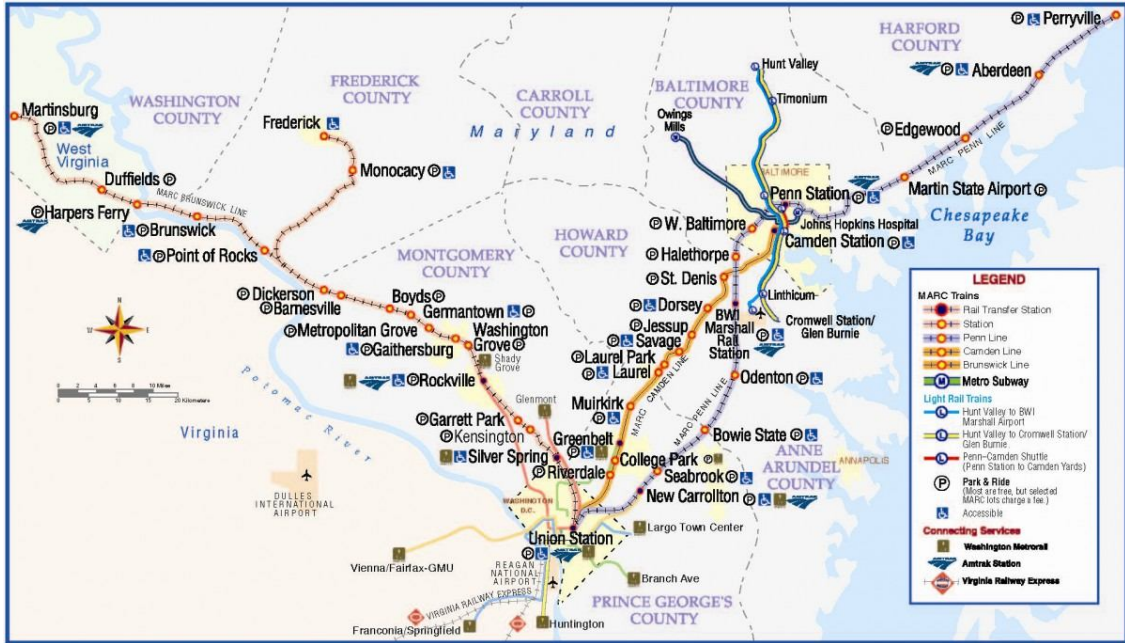 Perryville
HARFORD
COUNTY
Aberdeen
Hunt Valley
BALTIMORE
COUNTY
Timonium
Owings
Mills
Edgewood
MARC PENN LINE
BALTIMORE
Martin State Airport
Penn Station
Johns Hopkins Hospital
Chesapeake
Bay
W. Baltimore
Camden Station
Martinsburg
WASHINGTON
COUNTY
West
Virginia
FREDERICK
COUNTY
CARROLL
COUNTY
Maryland
Frederick
Monocacy
Duffields
MARC BRUNSWICK LINE
Harpers Ferry
Brunswick
Point of Rocks
HOWARD
COUNTY
Halethorpe
St. Denis
MONTGOMERY
COUNTY
Dickerson
Barnesville
Boyds
Germantown
Metropolitan Grove
Washington
Grove
Gaithersburg
Shady
Grove
Rockville
Dorsey
Jessup
Savage
Laurel Park
Laurel
Linthicum
BWI
Marshall
Rail
Station
Cromwell Station/
Glen Burnie
Odenton
MARC CAMDEN LINE
MARC PENN LINE
Muirkirk
Glenmont
Garrett Park
Kensington
Silver Spring
Greenbelt
Riverdale
College Park
Bowie State
Seabrook
New Carrollton
ANNE
ARUNDEL
COUNTY
ANNAPOLIS
Potomac River
Virginia
DULLES
INTERNATIONAL
AIRPORT
WASHINGTON
D.C.
Union Station
Largo Town Center
Vienna/Fairfax-GMU
REAGAN
NATIONAL
AIRPORT
Branch Ave
VIRGINIA RAILWAY EXPRESS
PRINCE GEORGE'S
COUNTY
Franconia/Springfield
Huntington
N
W
E
S
0
10 Miles
20 Kilometers
LEGEND
MARC Trains
Rail Transfer Station
Station
Penn Line
Camden Line
Brunswick Line
M Metro Subway
Light Rail Trains
L Hunt Valley to BWI
Marshall Airport
L Hunt Valley to Cromwell Station/
Glen Burnie
L Penn–Camden Shuttle
(Penn Station to Camden Yards)
P Park & Ride
(Most are free, but selected
MARC lots charge a fee.)
Accessible
Connecting Services
Washington Metrorail
AMTRAK Amtrak Station
Virginia Railway Express